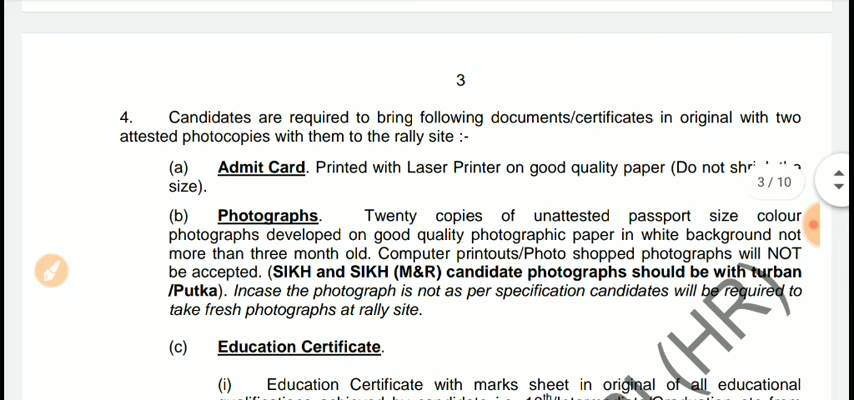 3
4. Candidates are required to bring following documents/certificates in original with two
attested photocopies with them to the rally site :-
(a) Admit Card. Printed with Laser Printer on good quality paper (Do not
size).
3 / 10
(b) Photographs. Twenty copies of unattested passport size colour
photographs developed on good quality photographic paper in white background not
more than three month old. Computer printouts/Photo shopped photographs will NOT
be accepted. (SIKH and SIKH (M&R) candidate photographs should be with turban
/Putka). Incase the photograph is not as per specification candidates will be required to
take fresh photographs at rally site.
(c) Education Certificate.
(i) Education Certificate with marks sheet in original of all educational
(HR)